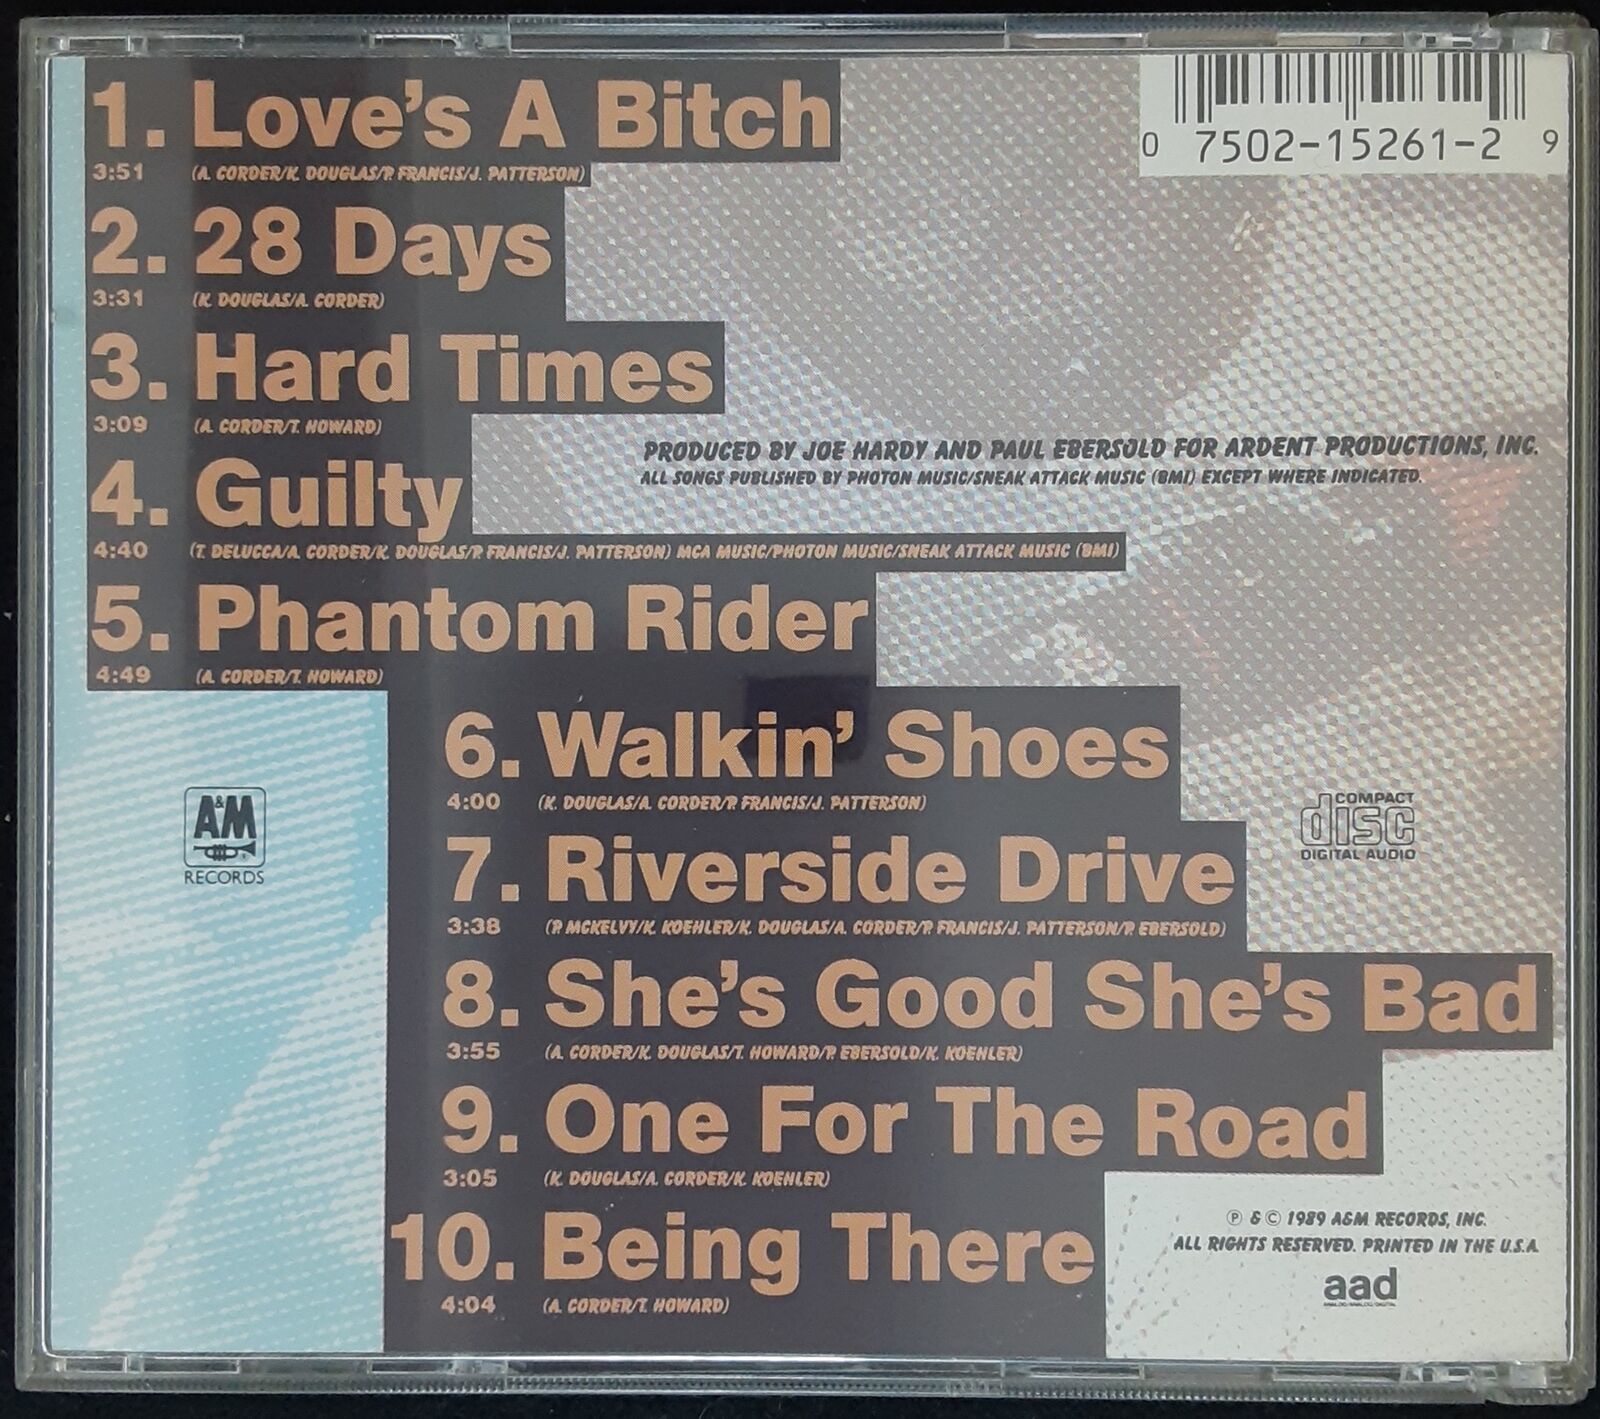 1. Love's A Bitch
3:51 (A. CORDER/K. DOUGLAS/P. FRANCIS/J. PATTERSON)
2. 28 Days
3:31 (K. DOUGLAS/A. CORDER)
3. Hard Times
3:09 (A. CORDER/T. HOWARD)
4. Guilty
4:40 (T. DELUCCA/A. CORDER/K. DOUGLAS/P. FRANCIS/J. PATTERSON) MCA MUSIC/PHOTON MUSIC/SNEAK ATTACK MUSIC (BMI)
5. Phantom Rider
4:49 (A. CORDER/T. HOWARD)
0 7502-15261-2 9
PRODUCED BY JOE HARDY AND PAUL EBERSOLD FOR ARDENT PRODUCTIONS, INC.
ALL SONGS PUBLISHED BY PHOTON MUSIC/SNEAK ATTACK MUSIC (BMI) EXCEPT WHERE INDICATED.
6. Walkin' Shoes
4:00 (K. DOUGLAS/A. CORDER/P. FRANCIS/J. PATTERSON)
7. Riverside Drive
3:38 (P. MCKELVY/K. KOEHLER/K. DOUGLAS/A. CORDER/P. FRANCIS/J. PATTERSON/P. EBERSOLD)
8. She's Good She's Bad
3:55 (A. CORDER/K. DOUGLAS/T. HOWARD/P. EBERSOLD/K. KOEHLER)
9. One For The Road
3:05 (K. DOUGLAS/A. CORDER/K. KOEHLER)
10. Being There
4:04 (A. CORDER/T. HOWARD)
A&M
RECORDS
COMPACT
disc
DIGITAL AUDIO
℗ & © 1989 A&M RECORDS, INC.
ALL RIGHTS RESERVED. PRINTED IN THE U.S.A.
aad
ANALOG/ANALOG/DIGITAL